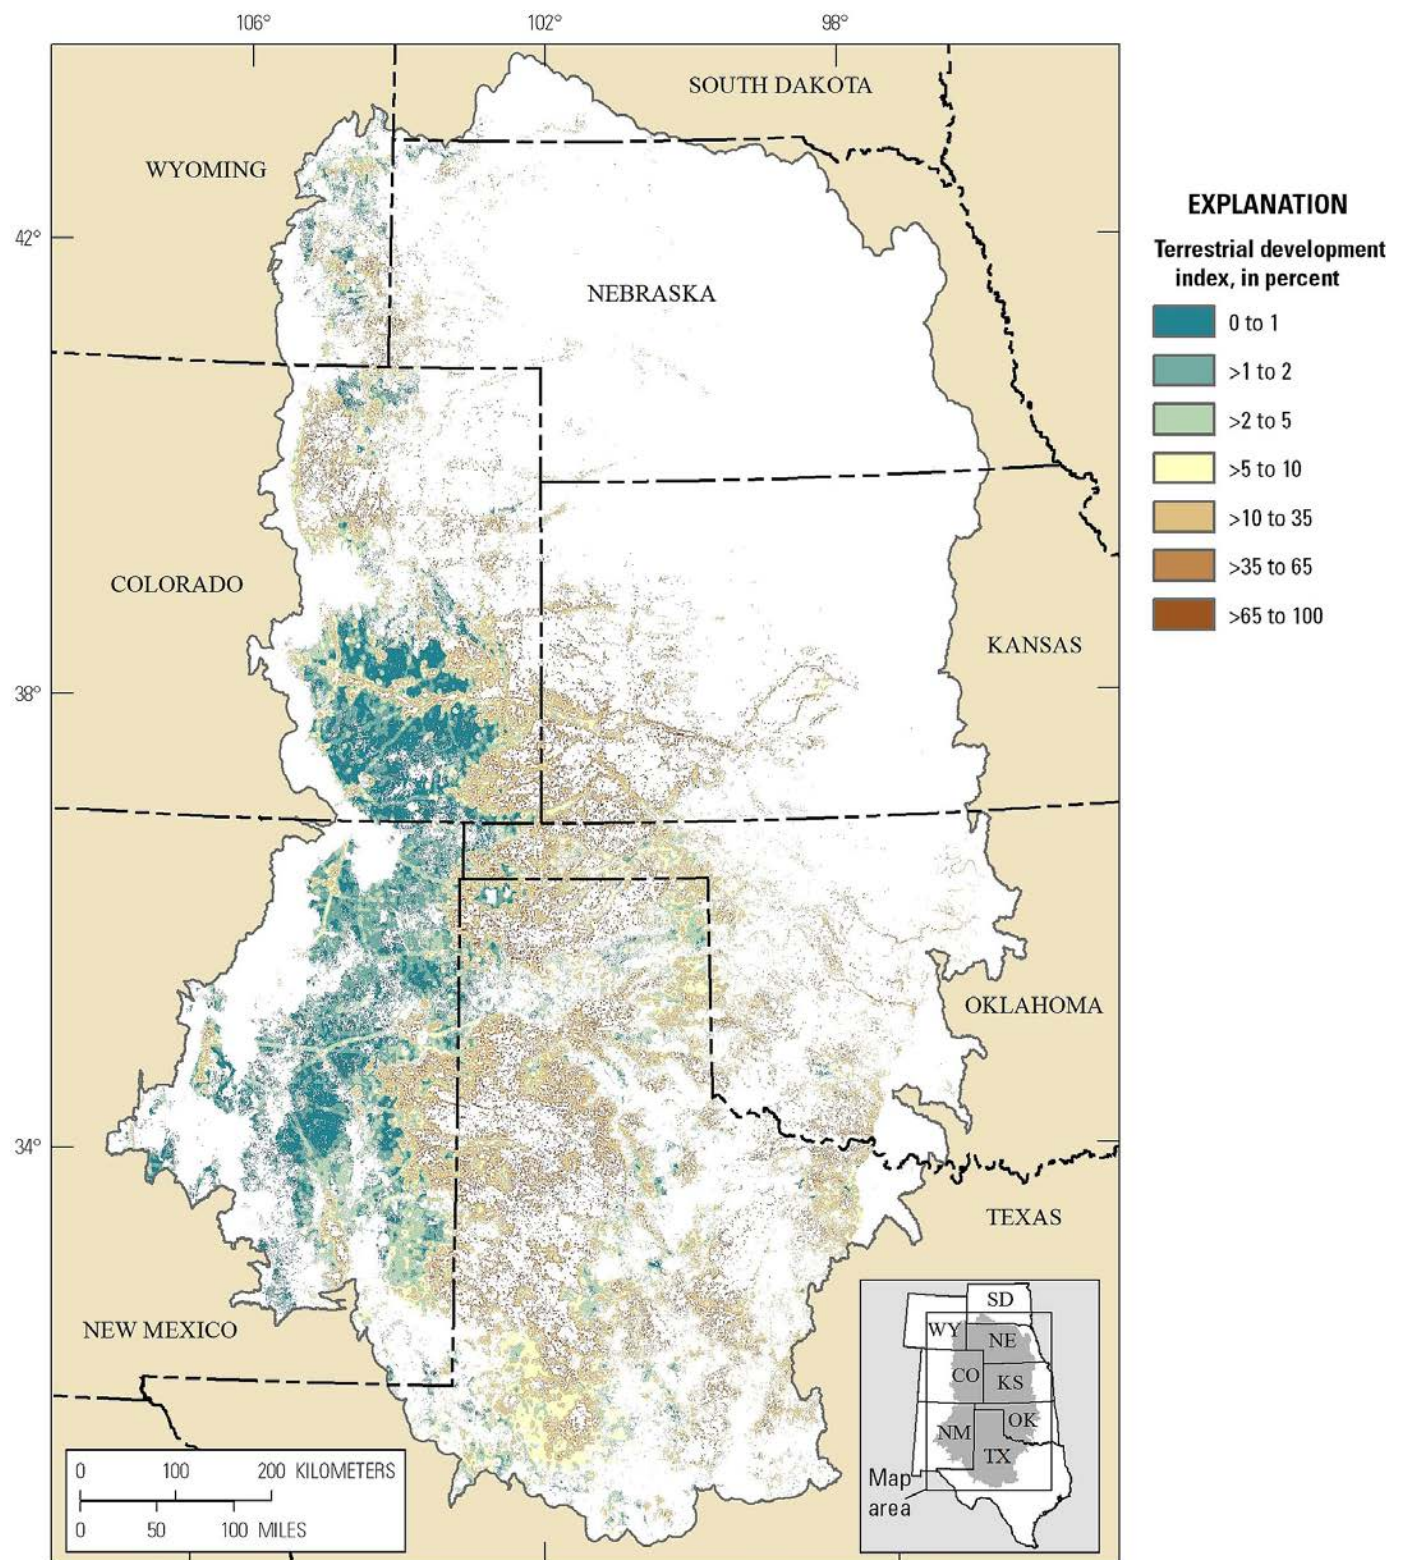 106°
102°
98°
SOUTH DAKOTA
WYOMING
42°
NEBRASKA
COLORADO
KANSAS
38°
OKLAHOMA
34°
TEXAS
NEW MEXICO
EXPLANATION
Terrestrial development
index, in percent
0 to 1
>1 to 2
>2 to 5
>5 to 10
>10 to 35
>35 to 65
>65 to 100
0 100 200 KILOMETERS
0 50 100 MILES
SD
WY
NE
CO
KS
NM
OK
TX
Map
area